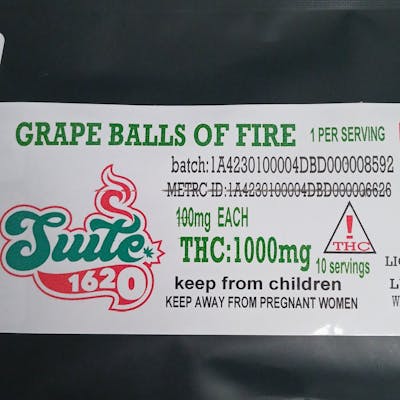 GRAPE BALLS OF FIRE 1 PER SERVING
batch:1A4230100004DBD000008592
METRC ID:1A4230100004DBD000006626
100mg EACH
THC:1000mg 10 servings
! THC
Suite
1620
keep from children
KEEP AWAY FROM PREGNANT WOMEN